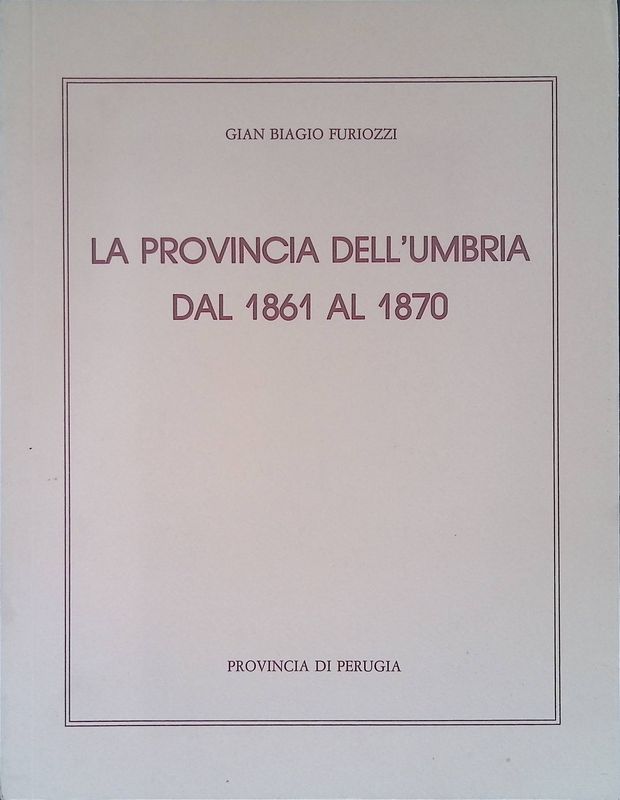 GIAN BIAGIO FURIOZZI
LA PROVINCIA DELL'UMBRIA
DAL 1861 AL 1870
PROVINCIA DI PERUGIA